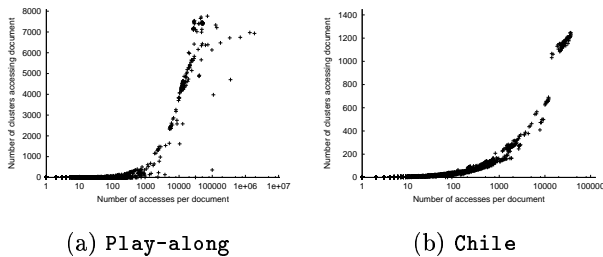 8000
7000
6000
5000
4000
3000
2000
1000
0
Number of clusters accessing document
1 10 100 1000 10000 100000 1e+06 1e+07
Number of accesses per document
(a) Play-along
1400
1200
1000
800
600
400
200
0
Number of clusters accessing document
1 10 100 1000 10000 100000
Number of accesses per document
(b) Chile